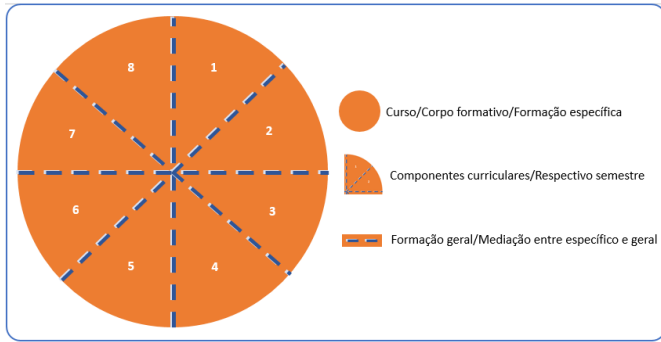 8
1
7
2
6
3
5
4
Curso/Corpo formativo/Formação específica
Componentes curriculares/Respectivo semestre
Formação geral/Mediação entre específico e geral